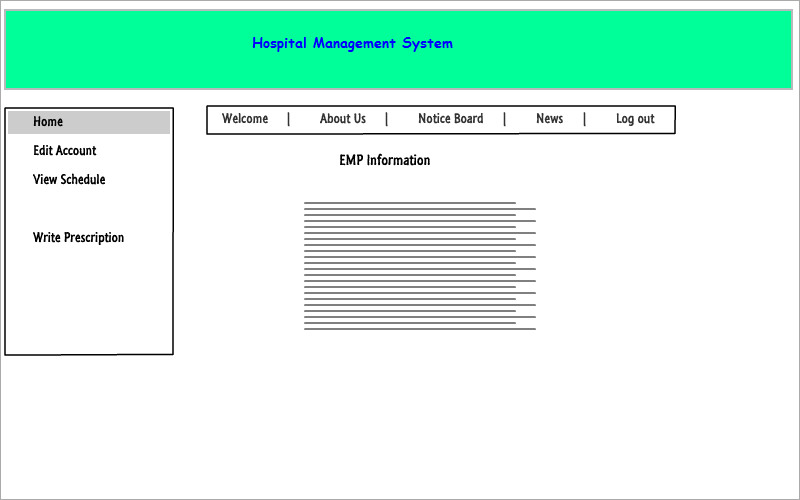 Hospital Management System
Welcome | About Us | Notice Board | News | Log out
Home
Edit Account
View Schedule
Write Prescription
EMP Information